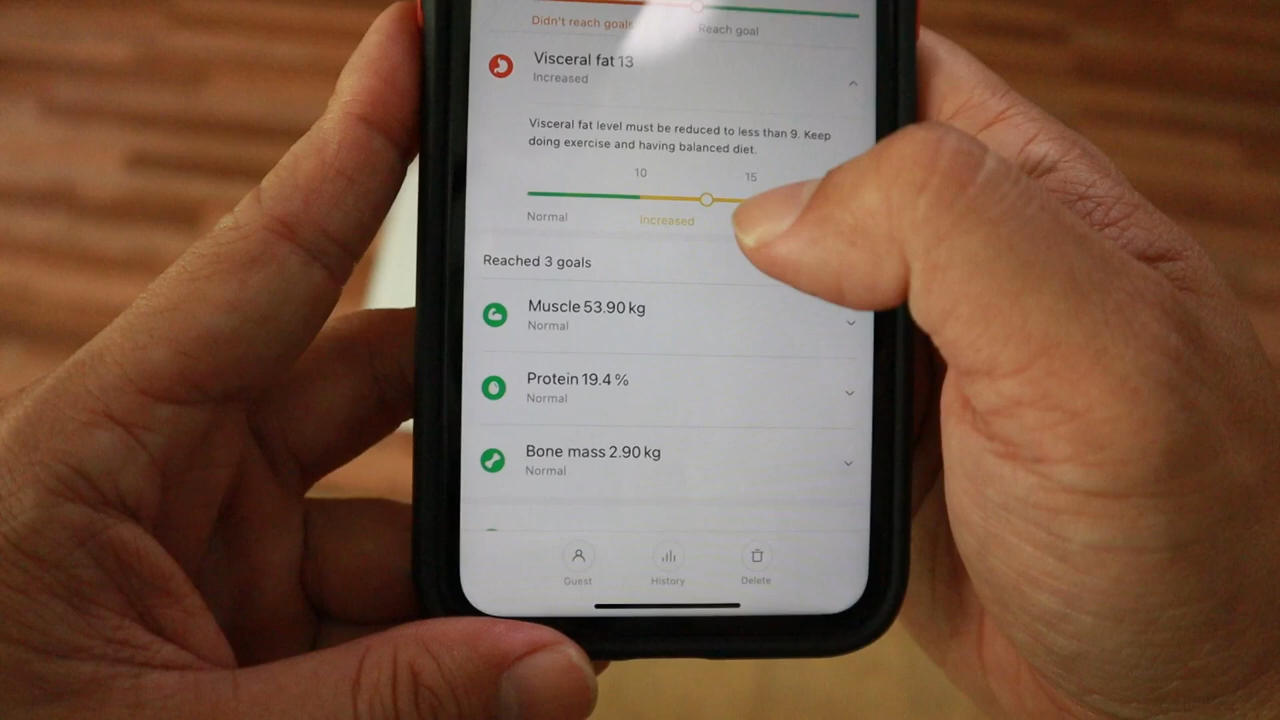 Didn't reach goals Reach goal
Visceral fat 13
Increased
Visceral fat level must be reduced to less than 9. Keep
doing exercise and having balanced diet.
10 15
Normal Increased
Reached 3 goals
Muscle 53.90 kg
Normal
Protein 19.4 %
Normal
Bone mass 2.90 kg
Normal
Guest History Delete